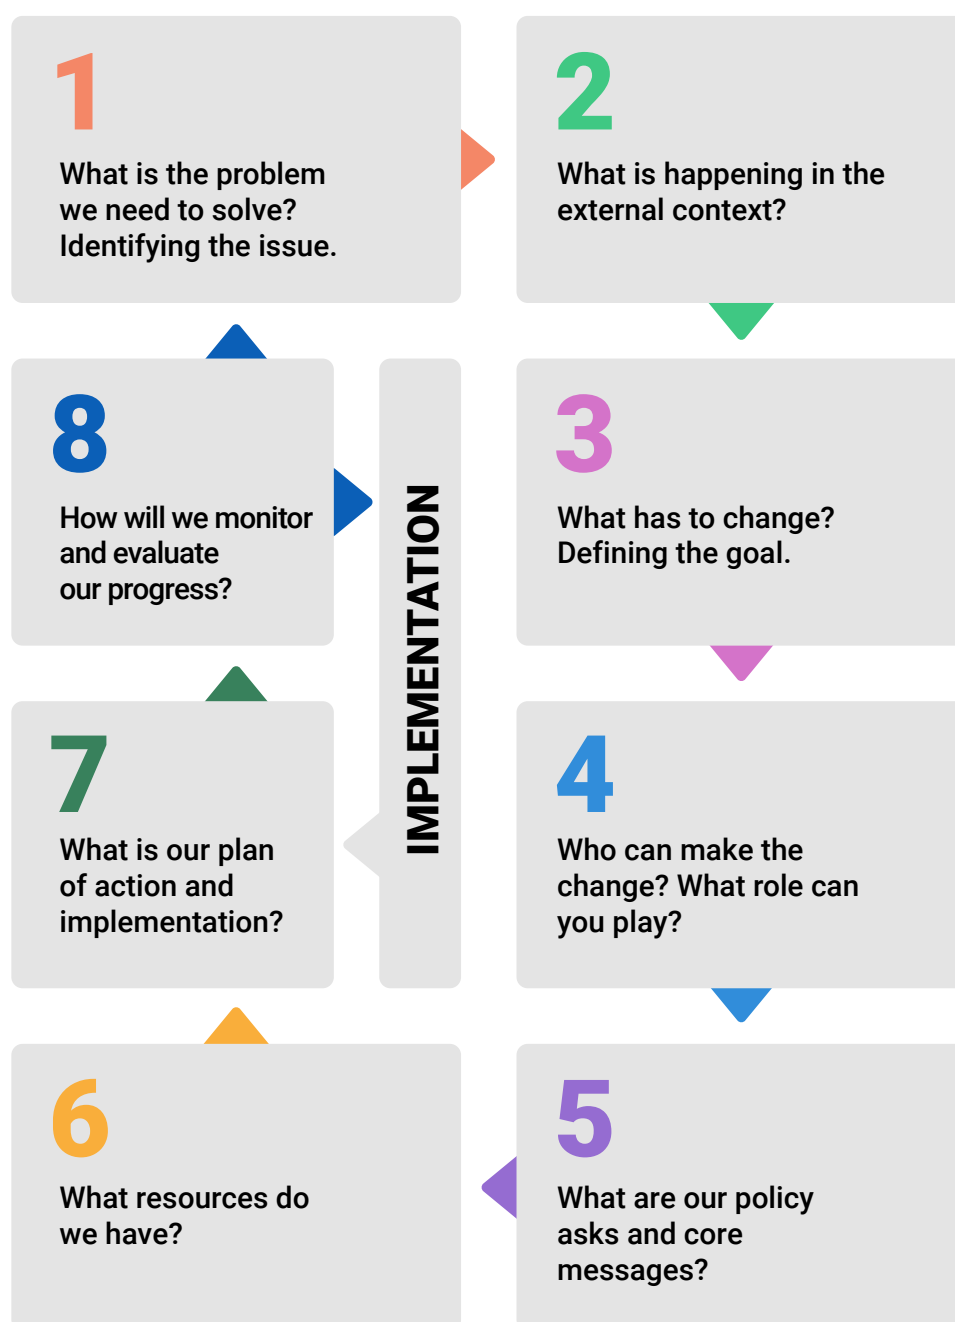 1
What is the problem
we need to solve?
Identifying the issue.
2
What is happening in the
external context?
3
What has to change?
Defining the goal.
4
Who can make the
change? What role can
you play?
5
What are our policy
asks and core
messages?
6
What resources do
we have?
7
What is our plan
of action and
implementation?
8
How will we monitor
and evaluate
our progress?
IMPLEMENTATION